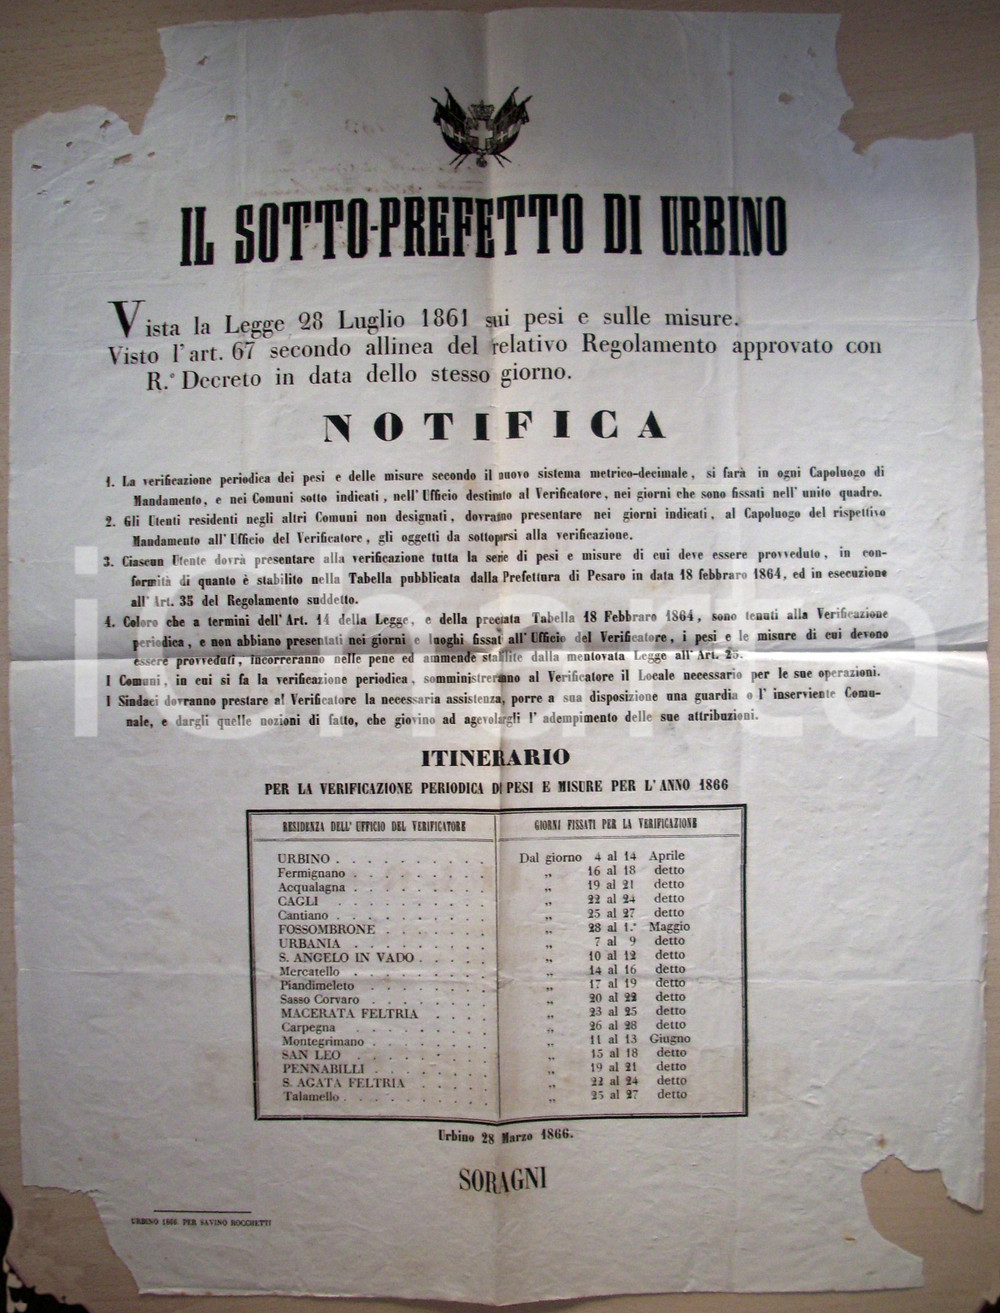 IL SOTTO-PREFETTO DI URBINO
Vista la Legge 28 Luglio 1861 sui pesi e sulle misure.
Visto l'art. 67 secondo allinea del relativo Regolamento approvato con
R.° Decreto in data dello stesso giorno.
NOTIFICA
1. La verificazione periodica dei pesi e delle misure secondo il nuovo sistema metrico-decimale, si farà in ogni Capoluogo di
Mandamento, e nei Comuni sotto indicati, nell'Ufficio destinato al Verificatore, nei giorni che sono fissati nell'unito quadro.
2. Gli Utenti residenti negli altri Comuni non designati, dovranno presentare nei giorni indicati, al Capoluogo del rispettivo
Mandamento all'Ufficio del Verificatore, gli oggetti da sottoporsi alla verificazione.
3. Ciascun Utente dovrà presentare alla verificazione tutta la serie di pesi e misure di cui deve essere provveduto, in con-
formità di quanto è stabilito nella Tabella pubblicata dalla Prefettura di Pesaro in data 18 febbraro 1864, ed in esecuzione
all'Art. 35 del Regolamento suddetto.
4. Coloro che a termini dell'Art. 14 della Legge, e della preciata Tabella 18 Febbraro 1864, sono tenuti alla Verificazione
periodica, e non abbiano presentati nei giorni e luoghi fissati all'Ufficio del Verificatore, i pesi e le misure di cui devono
essere provveduti, incorreranno nelle pene ed ammende stabilite dalla mentovata Legge all'Art. 25.
I Comuni, in cui si fa la verificazione periodica, somministreranno al Verificatore il Locale necessario per le sue operazioni.
I Sindaci dovranno prestare al Verificatore la necessaria assistenza, porre a sua disposizione una guardia o l'inserviente Comu-
nale, e dargli quelle nozioni di fatto, che giovino ad agevolargli l'adempimento delle sue attribuzioni.
ITINERARIO
PER LA VERIFICAZIONE PERIODICA DI PESI E MISURE PER L'ANNO 1866
RESIDENZA DELL'UFFICIO DEL VERIFICATORE GIORNI FISSATI PER LA VERIFICAZIONE
URBINO . . . . . . . . . Dal giorno 4 al 14 Aprile
Fermignano . . . . . . . . „ 16 al 18 detto
Acqualagna . . . . . . . . „ 19 al 21 detto
CAGLI . . . . . . . . . „ 22 al 24 detto
Cantiano . . . . . . . . „ 25 al 27 detto
FOSSOMBRONE . . . . . . „ 28 al 1.° Maggio
URBANIA . . . . . . . . „ 7 al 9 detto
S. ANGELO IN VADO . . . . . „ 10 al 12 detto
Mercatello . . . . . . . . „ 14 al 16 detto
Piandimeleto . . . . . . . „ 17 al 19 detto
Sasso Corvaro . . . . . . . „ 20 al 22 detto
MACERATA FELTRIA . . . . „ 23 al 25 detto
Carpegna . . . . . . . . „ 26 al 28 detto
Montegrimano . . . . . . . „ 11 al 13 Giugno
SAN LEO . . . . . . . . „ 15 al 18 detto
PENNABILLI . . . . . . . „ 19 al 21 detto
S. AGATA FELTRIA . . . . . „ 22 al 24 detto
Talamello . . . . . . . . „ 25 al 27 detto
Urbino 28 Marzo 1866.
SORAGNI
URBINO 1866 PER SAVINO ROCCHETTI